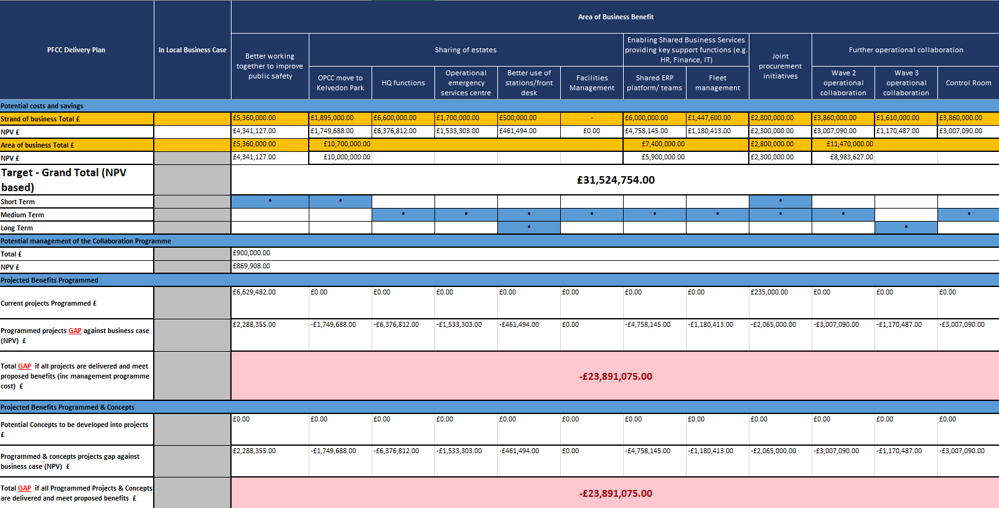 Area of Business Benefit
PFCC Delivery Plan
In Local Business Case
Better working
together to improve
public safety
Sharing of estates
Enabling Shared Business Services
providing key support functions (e.g.
HR, Finance, IT)
Joint
procurement
initiatives
Further operational collaboration
OPCC move to
Kelvedon Park
HQ functions
Operational
emergency
services centre
Better use of
stations/front
desk
Facilities
Management
Shared ERP
platform/ teams
Fleet
management
Wave 2
operational
collaboration
Wave 3
operational
collaboration
Control Room
Potential costs and savings
Strand of business Total £ £5,360,000.00 £1,895,000.00 £6,600,000.00 £1,700,000.00 £500,000.00 - £6,000,000.00 £1,447,600.00 £2,800,000.00 £3,860,000.00 £1,610,000.00 £3,860,000.00
NPV £ £4,341,127.00 £1,749,688.00 £6,376,812.00 £1,533,303.00 £461,494.00 £0.00 £4,758,145.00 £1,180,413.00 £2,300,000.00 £3,007,090.00 £1,170,487.00 £3,007,090.00
Area of business Total £ £5,360,000.00 £10,700,000.00 £7,400,000.00 £2,800,000.00 £11,470,000.00
NPV £ £4,341,127.00 £10,000,000.00 £5,900,000.00 £2,300,000.00 £8,983,627.00
Target - Grand Total (NPV
based)
£31,524,754.00
Short Term • • •
Medium Term • • • • • • • • •
Long Term • •
Potential management of the Collaboration Programme
Total £ £900,000.00
NPV £ £869,908.00
Projected Benefits Programmed
Current projects Programmed £ £6,629,482.00 £0.00 £0.00 £0.00 £0.00 £0.00 £0.00 £0.00 £235,000.00 £0.00 £0.00 £0.00
Programmed projects GAP against business case
(NPV) £
£2,288,355.00 -£1,749,688.00 -£6,376,812.00 -£1,533,303.00 -£461,494.00 £0.00 -£4,758,145.00 -£1,180,413.00 -£2,065,000.00 -£3,007,090.00 -£1,170,487.00 -£3,007,090.00
Total GAP if all projects are delivered and meet
proposed benefits (inc management programme
cost) £
-£23,891,075.00
Projected Benefits Programmed & Concepts
Potential Concepts to be developed into projects
£
£0.00 £0.00 £0.00 £0.00 £0.00 £0.00 £0.00 £0.00 £0.00 £0.00 £0.00 £0.00
Programmed & concepts projects gap against
business case (NPV) £
£2,288,355.00 -£1,749,688.00 -£6,376,812.00 -£1,533,303.00 -£461,494.00 £0.00 -£4,758,145.00 -£1,180,413.00 -£2,065,000.00 -£3,007,090.00 -£1,170,487.00 -£3,007,090.00
Total GAP if all Programmed Projects & Concepts
are delivered and meet proposed benefits £
-£23,891,075.00